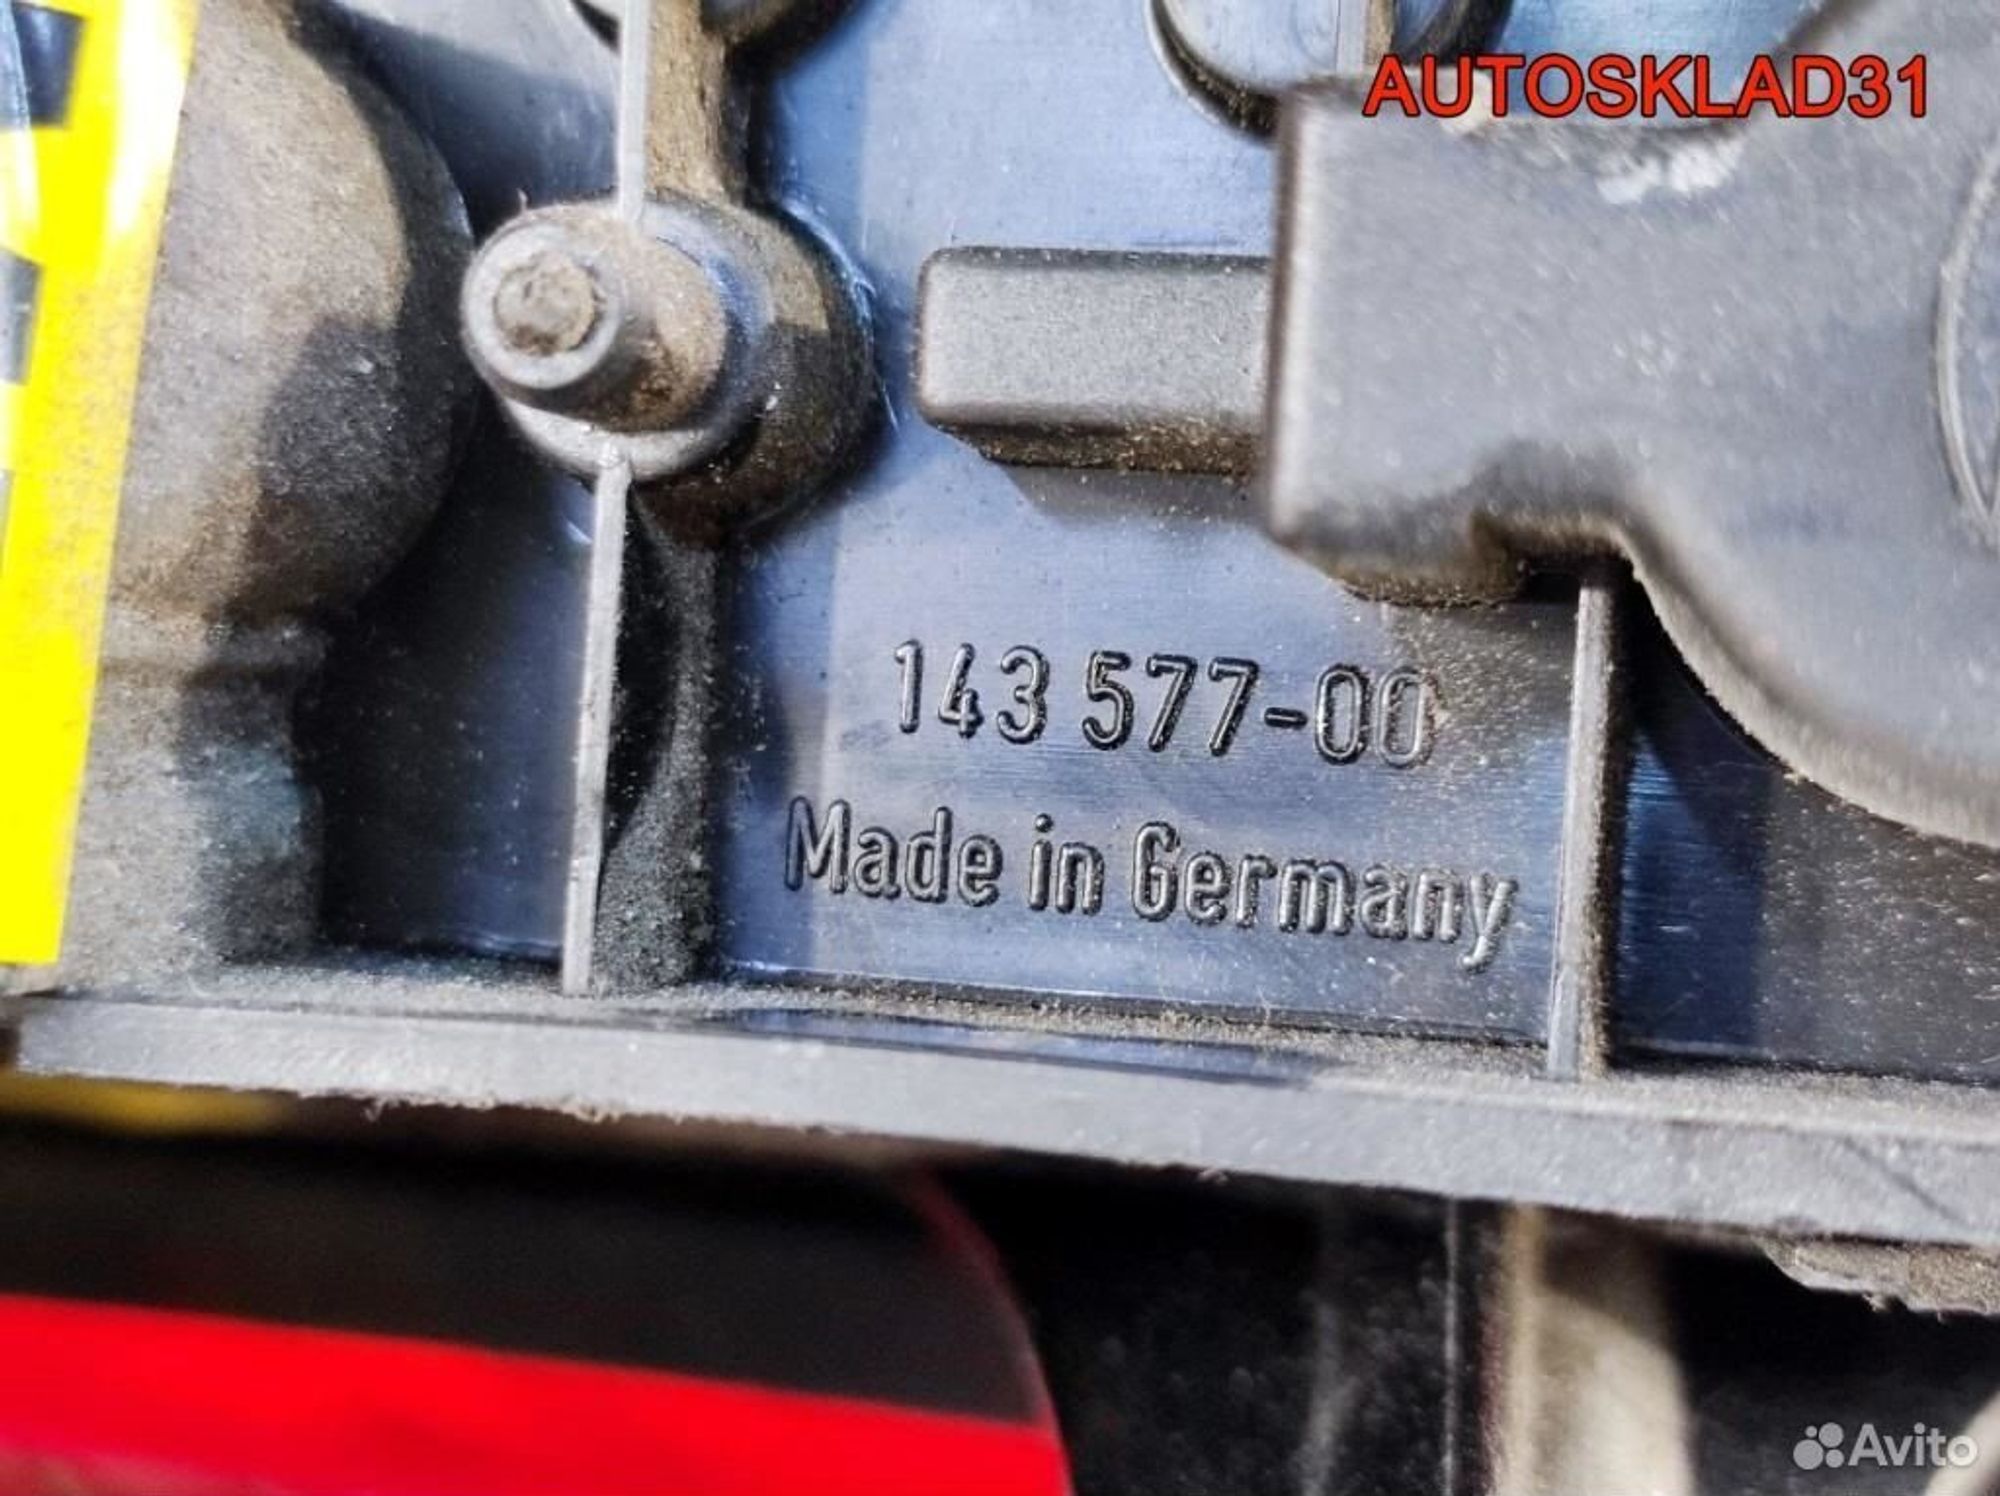 AUTOSKLAD31
143 577-00
Made in Germany
Avito